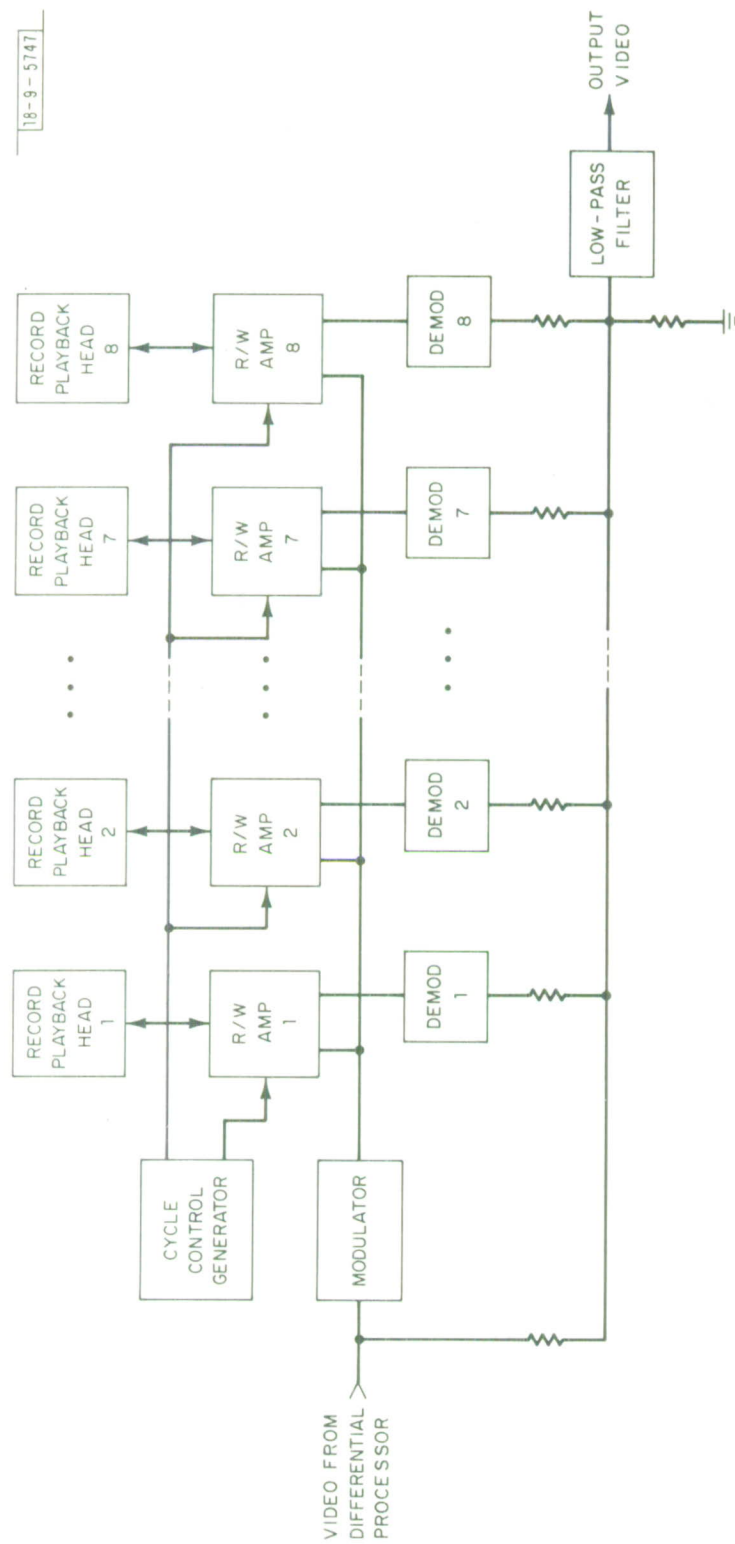 18-9-5747
RECORD
PLAYBACK
HEAD
1
RECORD
PLAYBACK
HEAD
2
RECORD
PLAYBACK
HEAD
7
RECORD
PLAYBACK
HEAD
8
CYCLE
CONTROL
GENERATOR
R/W
AMP
1
R/W
AMP
2
R/W
AMP
7
R/W
AMP
8
VIDEO FROM
DIFFERENTIAL
PROCESSOR
MODULATOR
DEMOD
1
DEMOD
2
DEMOD
7
DEMOD
8
LOW-PASS
FILTER
OUTPUT
VIDEO